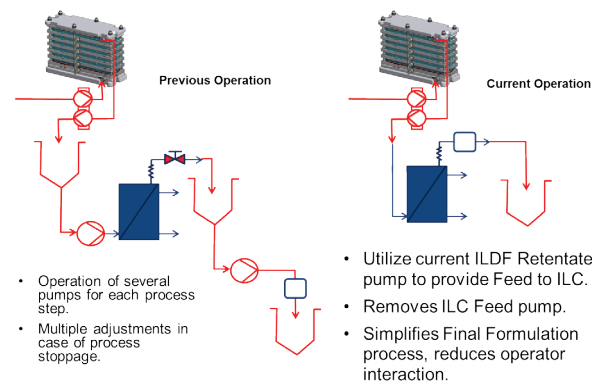 Previous Operation
Current Operation
• Operation of several
pumps for each process
step.
• Multiple adjustments in
case of process
stoppage.
• Utilize current ILDF Retentate
pump to provide Feed to ILC.
• Removes ILC Feed pump.
• Simplifies Final Formulation
process, reduces operator
interaction.